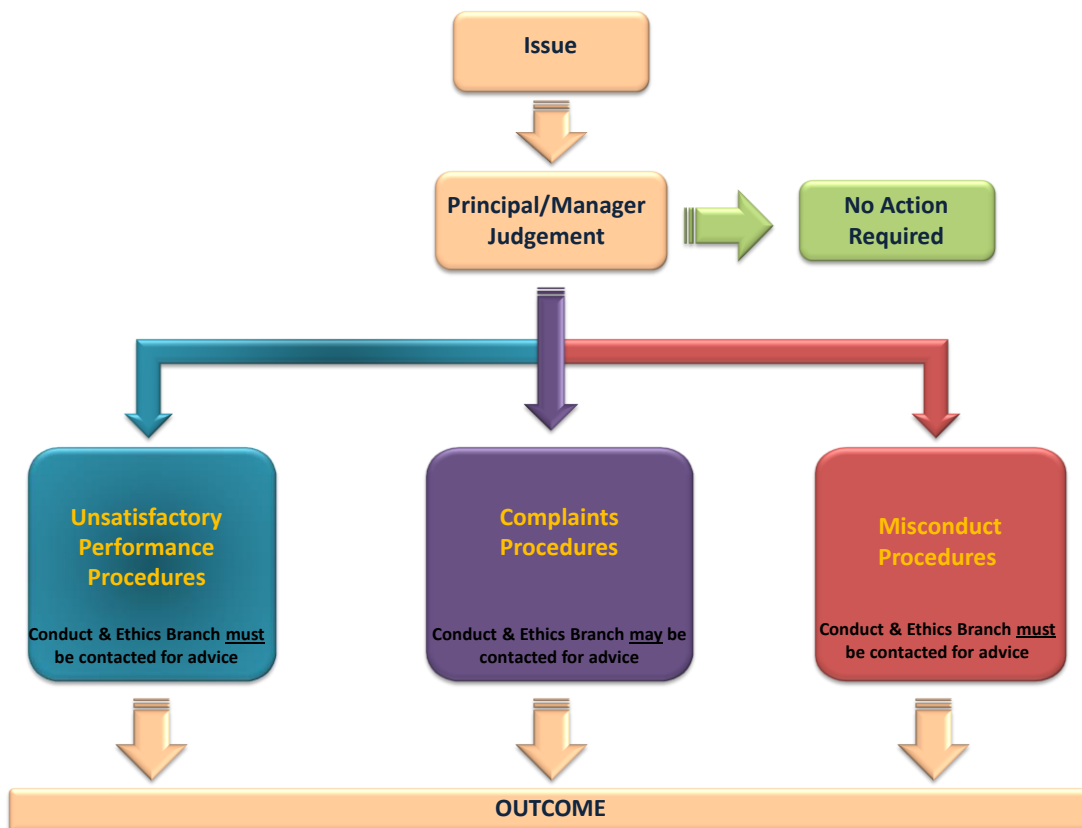 Issue
Principal/Manager
Judgement
No Action
Required
Unsatisfactory
Performance
Procedures
Conduct & Ethics Branch must
be contacted for advice
Complaints
Procedures
Conduct & Ethics Branch may be
contacted for advice
Misconduct
Procedures
Conduct & Ethics Branch must
be contacted for advice
OUTCOME